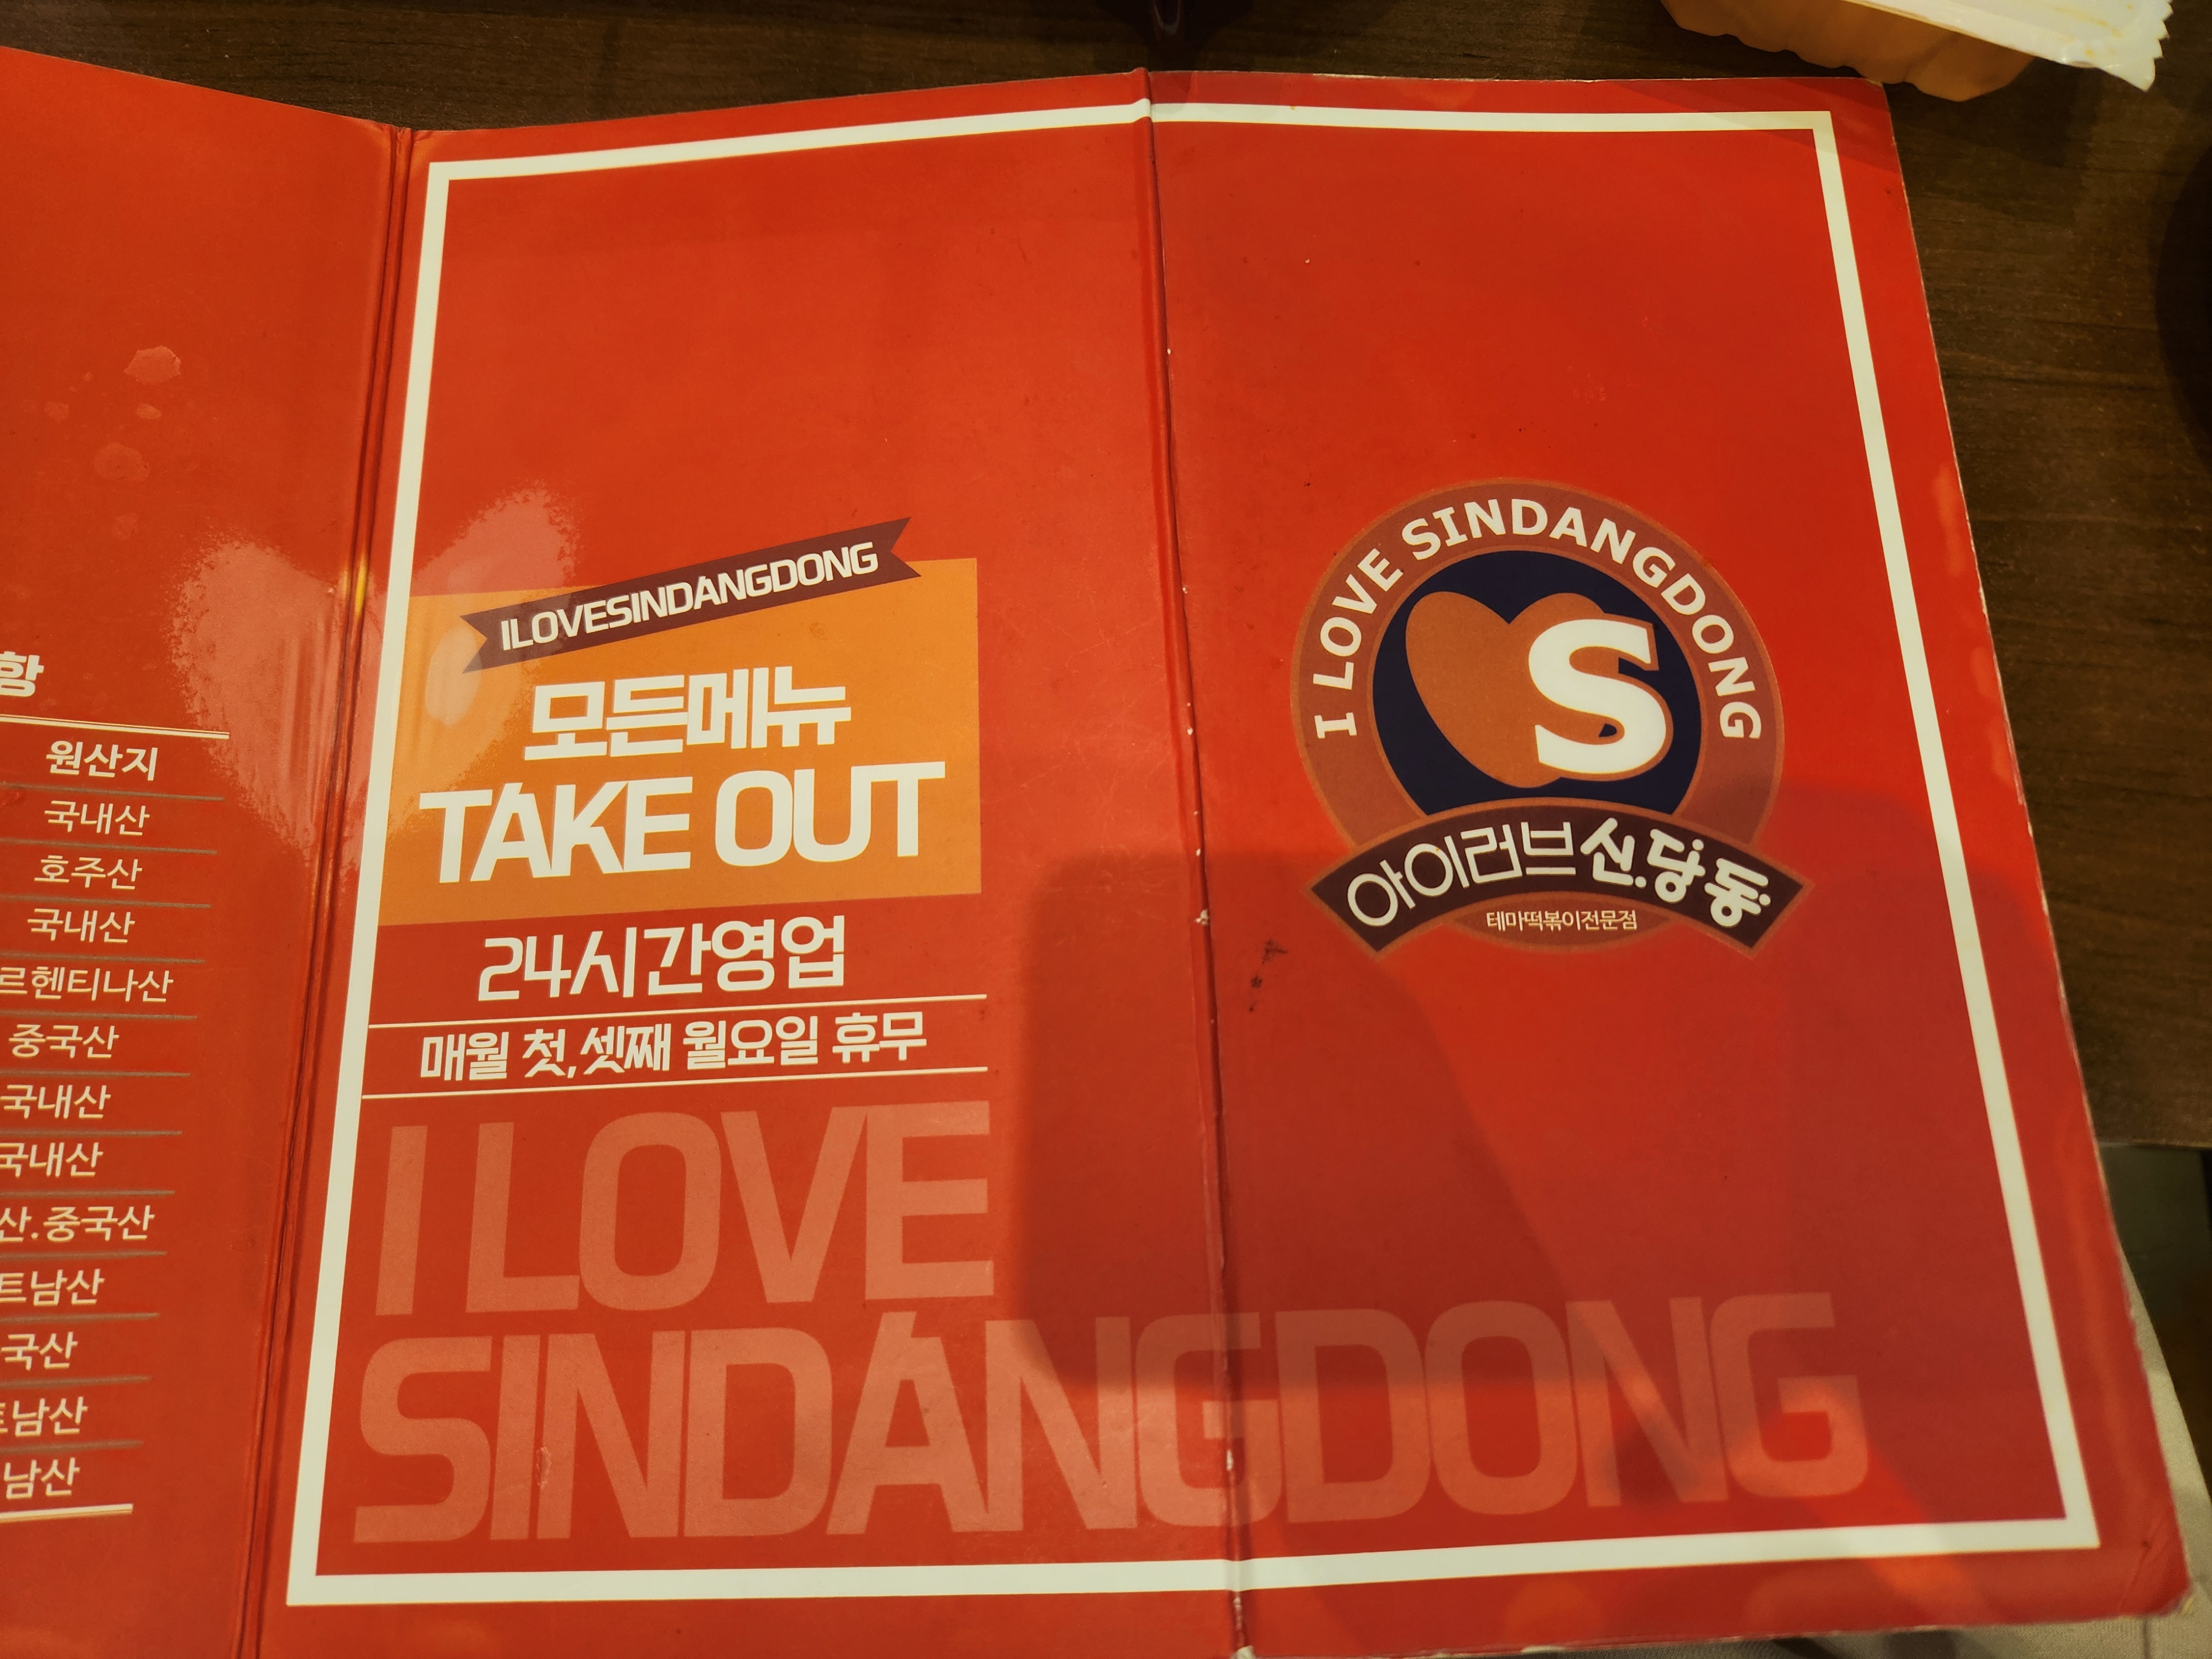 항
원산지
국내산
호주산
국내산
르헨티나산
중국산
국내산
국내산
산.중국산
트남산
국산
트남산
남산
ILOVESINDANGDONG
모든메뉴
TAKE OUT
24시간영업
매월 첫,셋째 월요일 휴무
I LOVE
SINDANGDONG
I LOVE SINDANGDONG
S
아이러브신당동
테마떡볶이전문점